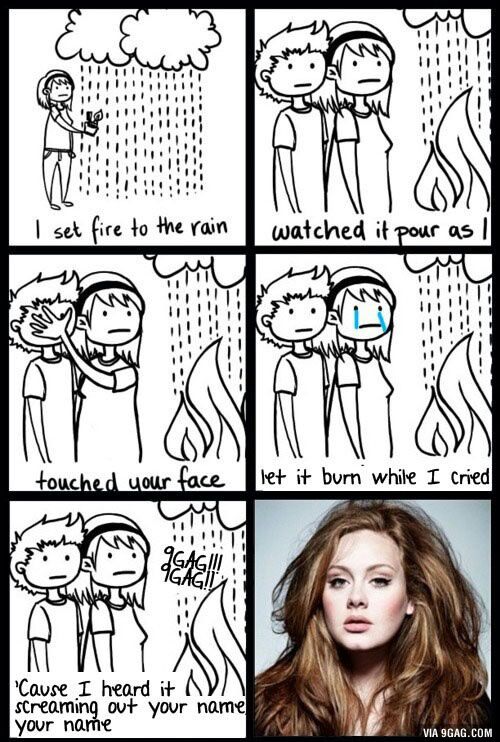 I set fire to the rain
watched it pour as I
touched your face
let it burn while I cried
9GAG!!!
9GAG!!
'Cause I heard it
screaming out your name
your name
VIA 9GAG.COM